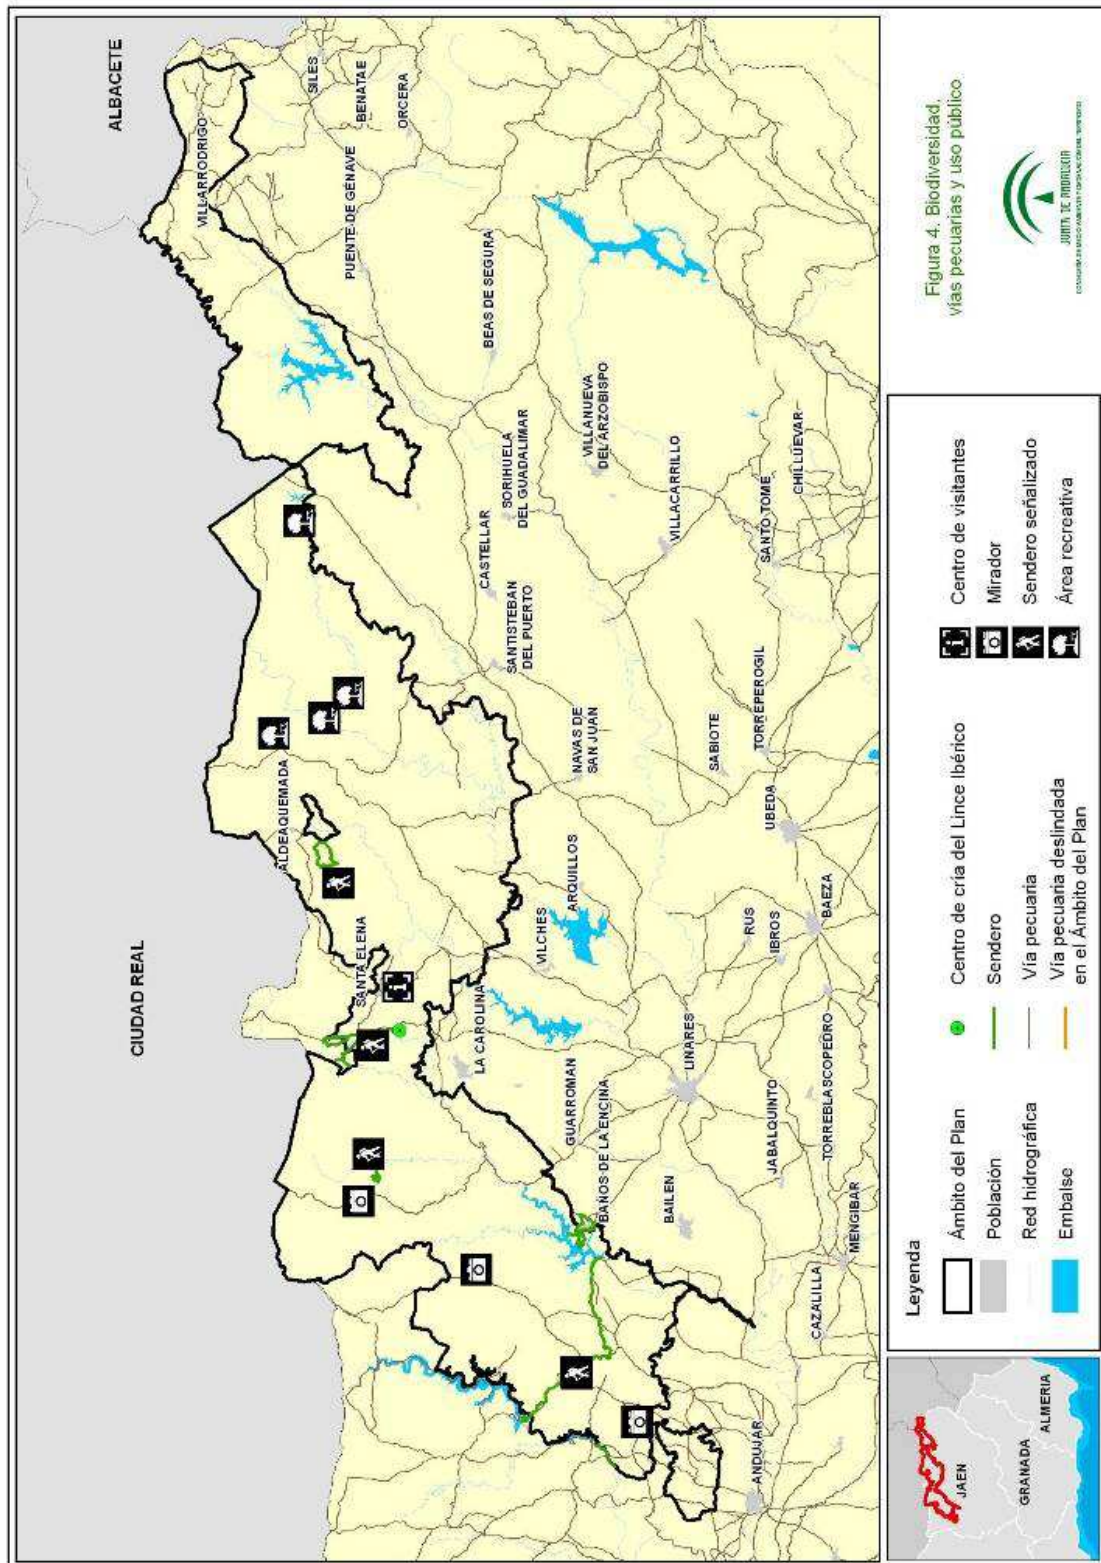 CIUDAD REAL
ALBACETE
VILLARRODRIGO
SILES
BENATAE
ORCERA
PUENTE DE GÉNAVE
BEAS DE SEGURA
ALDEAQUEMADA
SANTA ELENA
CASTELLAR
SORIHUELA
DEL GUADALIMAR
SANTISTEBAN
DEL PUERTO
VILLANUEVA
DEL ARZOBISPO
VILLACARRILLO
SANTO TOME
CHILLUEVAR
NAVAS DE
SAN JUAN
SABIOTE
TORREPEROGIL
UBEDA
ARQUILLOS
VILCHES
LA CAROLINA
RUS
IBROS
BAEZA
LINARES
GUARROMAN
BAÑOS DE LA ENCINA
BAILEN
JABALQUINTO
TORREBLASCOPEDRO
MENGIBAR
CAZALILLA
ANDUJAR
JAEN
GRANADA
ALMERIA
Leyenda
Ámbito del Plan
Población
Red hidrográfica
Embalse
Centro de cría del Lince Ibérico
Sendero
Vía pecuaria
Vía pecuaria deslindada
en el Ámbito del Plan
Centro de visitantes
Mirador
Sendero señalizado
Área recreativa
Figura 4. Biodiversidad,
vías pecuarias y uso público
JUNTA DE ANDALUCIA